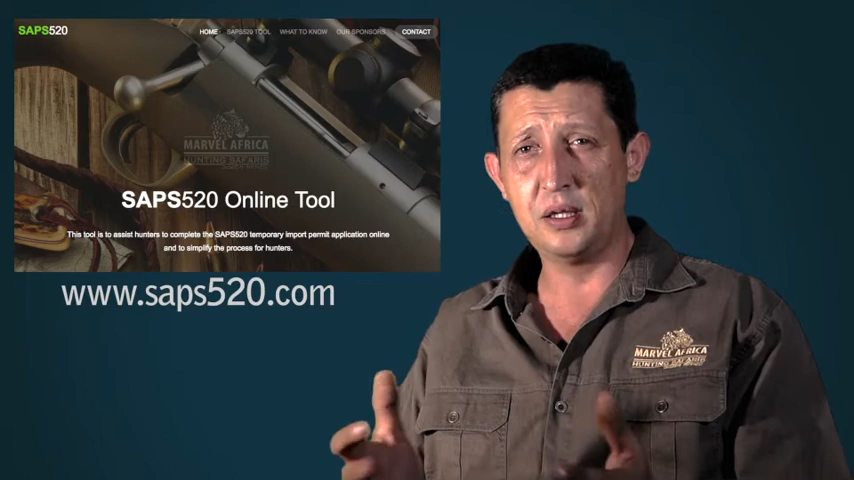 SAPS520
HOME SAPS520 TOOL WHAT TO KNOW OUR SPONSORS CONTACT
MARVEL AFRICA
HUNTING SAFARIS
SAPS520 Online Tool
This tool is to assist hunters to complete the SAPS520 temporary import permit application online
and to simplify the process for hunters.
www.saps520.com
MARVEL AFRICA
HUNTING SAFARIS